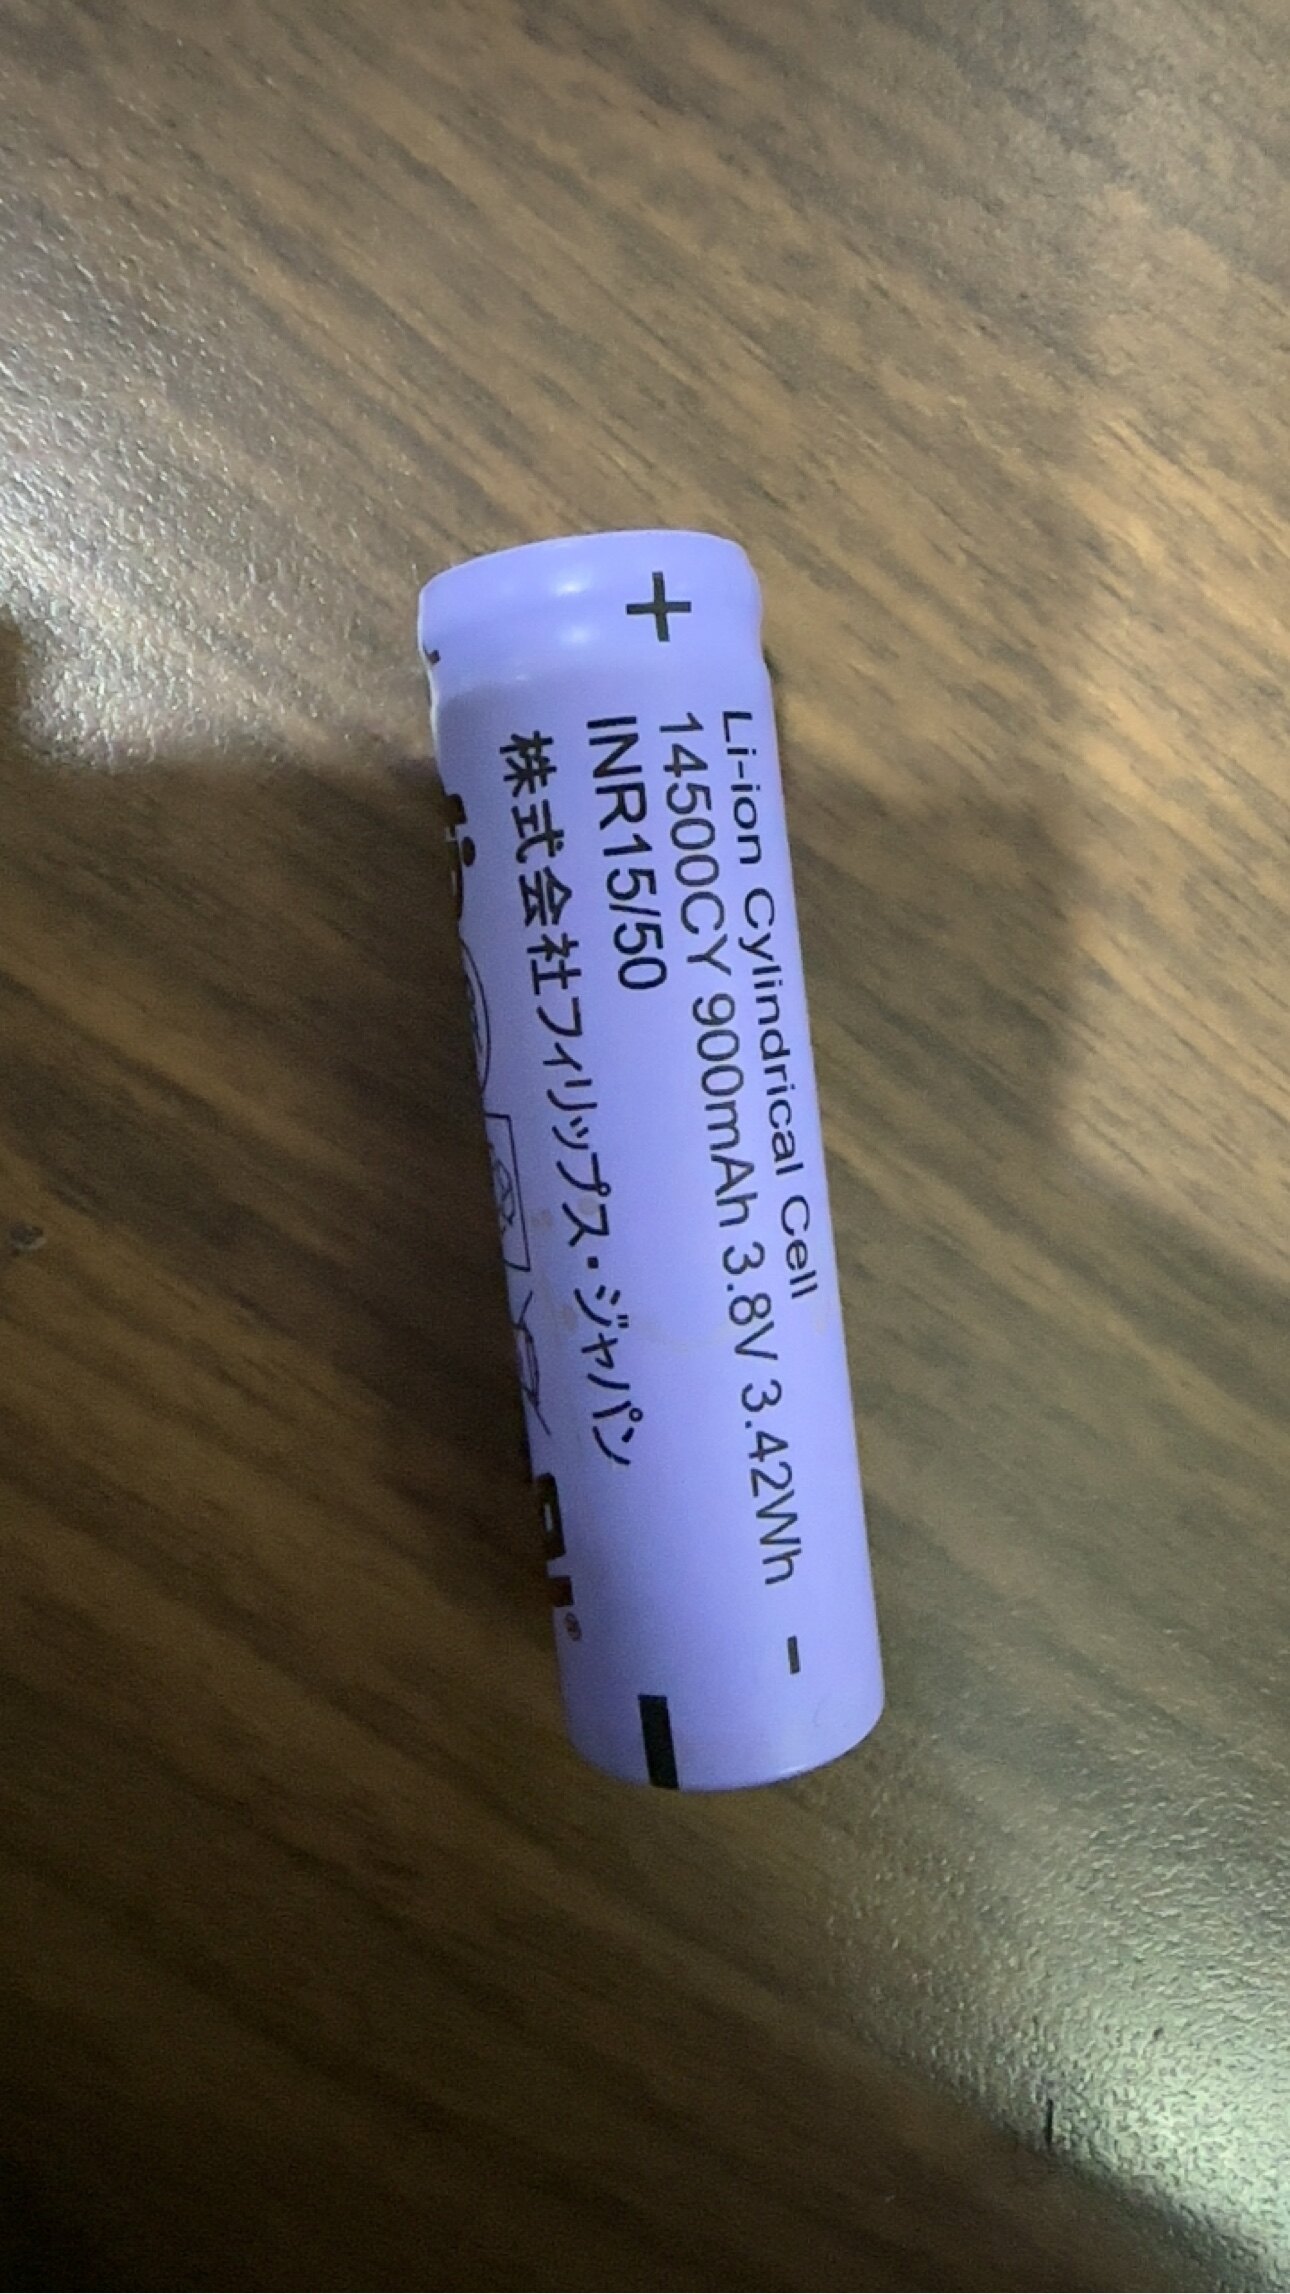 +
Li-ion Cylindrical Cell
14500CY 900mAh 3.8V 3.42Wh -
INR15/50
株式会社フィリップス・ジャパン